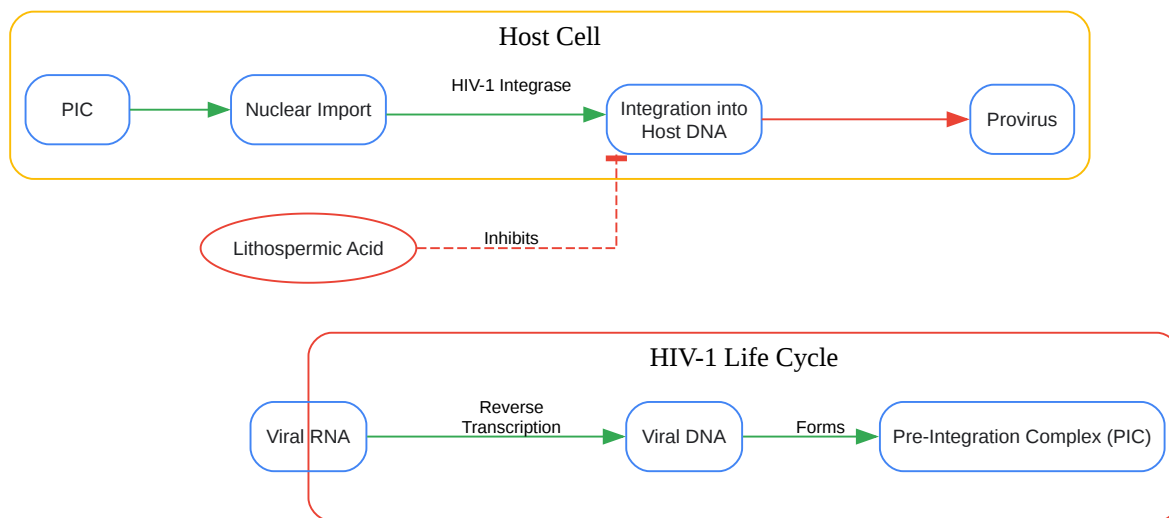 Host Cell
HIV-1 Integrase
PIC
Nuclear Import
Integration into
Host DNA
Provirus
Lithospermic Acid
Inhibits
HIV-1 Life Cycle
Viral RNA
Reverse
Transcription
Viral DNA
Forms
Pre-Integration Complex (PIC)